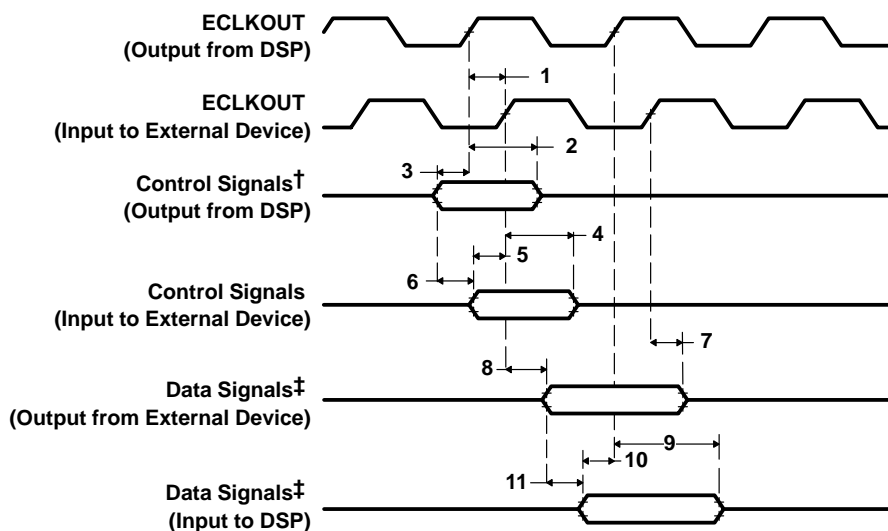 ECLKOUT
(Output from DSP)
1
ECLKOUT
(Input to External Device)
2
3
Control Signals†
(Output from DSP)
4
5
6
Control Signals
(Input to External Device)
7
8
Data Signals‡
(Output from External Device)
9
10
11
Data Signals‡
(Input to DSP)